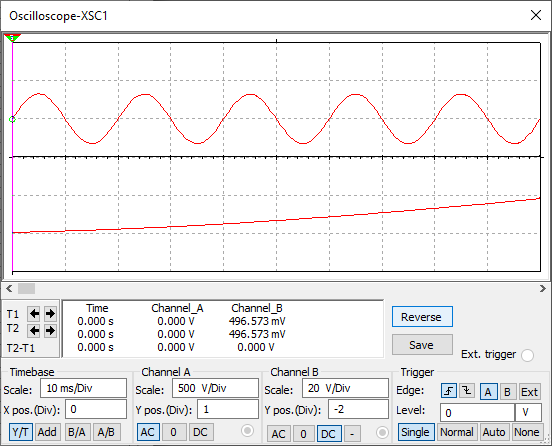 Oscilloscope-XSC1
T1
T2
T2-T1
Time Channel_A Channel_B
0.000 s 0.000 V 496.573 mV
0.000 s 0.000 V 496.573 mV
0.000 s 0.000 V 0.000 V
Reverse
Save
Ext. trigger
Timebase
Scale: 10 ms/Div
X pos.(Div): 0
Y/T Add B/A A/B
Channel A
Scale: 500 V/Div
Y pos.(Div): 1
AC 0 DC
Channel B
Scale: 20 V/Div
Y pos.(Div): -2
AC 0 DC -
Trigger
Edge: A B Ext
Level: 0 V
Single Normal Auto None